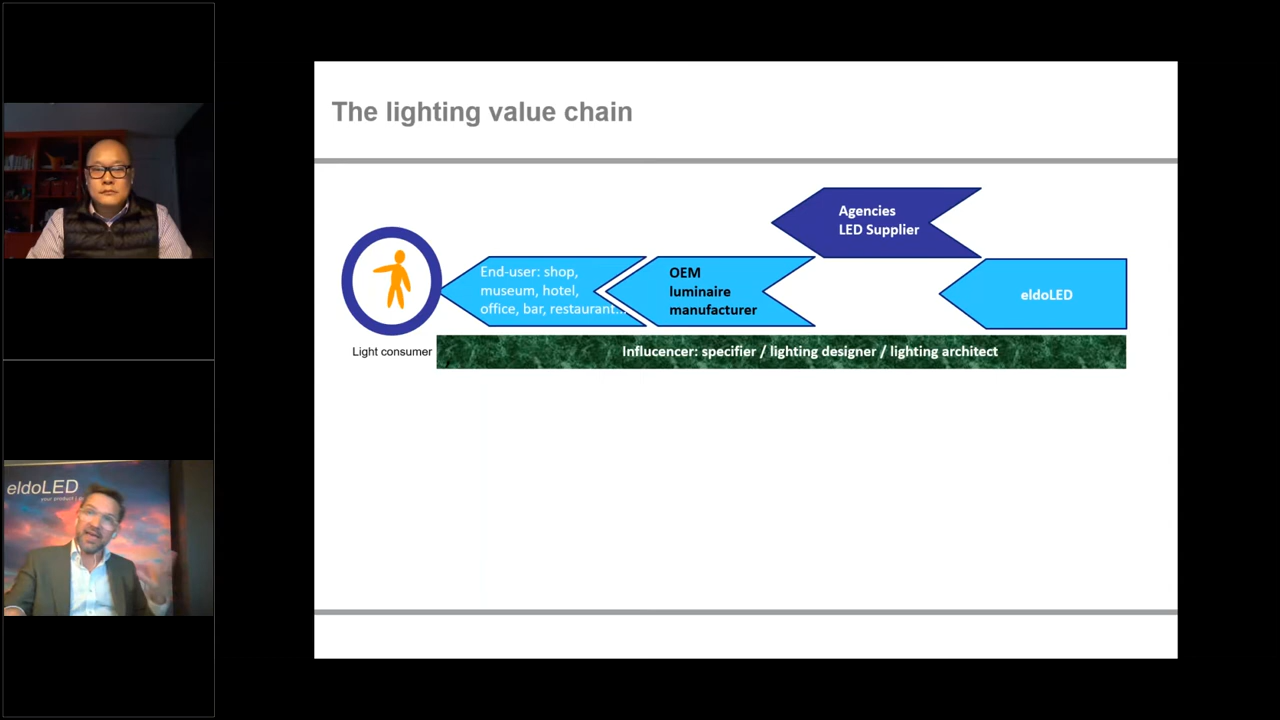 The lighting value chain
Agencies
LED Supplier
End-user: shop,
museum, hotel,
office, bar, restaurant...
OEM
luminaire
manufacturer
eldoLED
Light consumer
Influcencer: specifier / lighting designer / lighting architect
eldoLED
your product